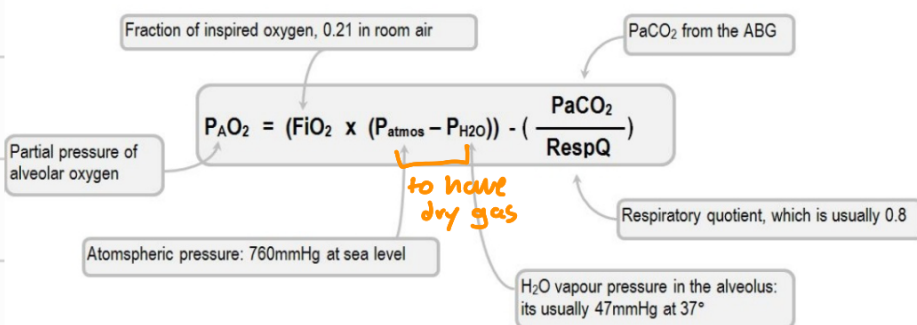 Fraction of inspired oxygen, 0.21 in room air
PaCO₂ from the ABG
PAO₂ = (FiO₂ x (Patmos – PH2O)) - ( PaCO₂ / RespQ )
Partial pressure of
alveolar oxygen
to have
dry gas
Respiratory quotient, which is usually 0.8
Atomspheric pressure: 760mmHg at sea level
H₂O vapour pressure in the alveolus:
its usually 47mmHg at 37°